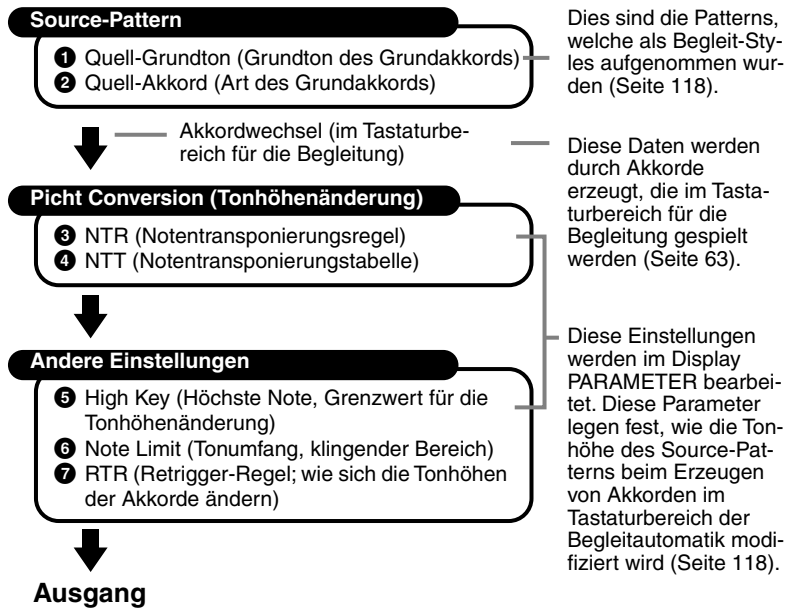 Source-Pattern
❶ Quell-Grundton (Grundton des Grundakkords)
❷ Quell-Akkord (Art des Grundakkords)
Dies sind die Patterns,
welche als Begleit-Sty-
les aufgenommen wur-
den (Seite 118).
Akkordwechsel (im Tastaturbe-
reich für die Begleitung)
Diese Daten werden
durch Akkorde
erzeugt, die im Tasta-
turbereich für die
Begleitung gespielt
werden (Seite 63).
Picht Conversion (Tonhöhenänderung)
❸ NTR (Notentransponierungsregel)
❹ NTT (Notentransponierungstabelle)
Andere Einstellungen
❺ High Key (Höchste Note, Grenzwert für die
Tonhöhenänderung)
❻ Note Limit (Tonumfang, klingender Bereich)
❼ RTR (Retrigger-Regel; wie sich die Tonhöhen
der Akkorde ändern)
Diese Einstellungen
werden im Display
PARAMETER bearbei-
tet. Diese Parameter
legen fest, wie die Ton-
höhe des Source-Pat-
terns beim Erzeugen
von Akkorden im
Tastaturbereich der
Begleitautomatik modi-
fiziert wird (Seite 118).
Ausgang